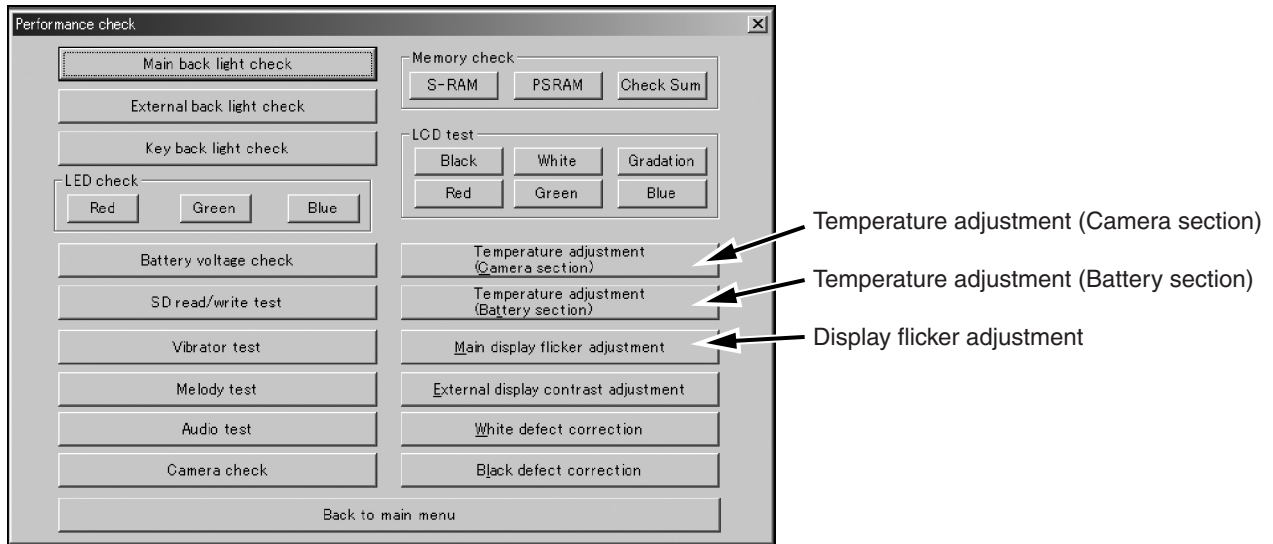 Performance check
Main back light check
External back light check
Key back light check
LED check
Red Green Blue
Battery voltage check
SD read/write test
Vibrator test
Melody test
Audio test
Camera check
Memory check
S-RAM PSRAM Check Sum
LCD test
Black White Gradation
Red Green Blue
Temperature adjustment
(Camera section)
Temperature adjustment
(Battery section)
Main display flicker adjustment
External display contrast adjustment
White defect correction
Black defect correction
Back to main menu
Temperature adjustment (Camera section)
Temperature adjustment (Battery section)
Display flicker adjustment